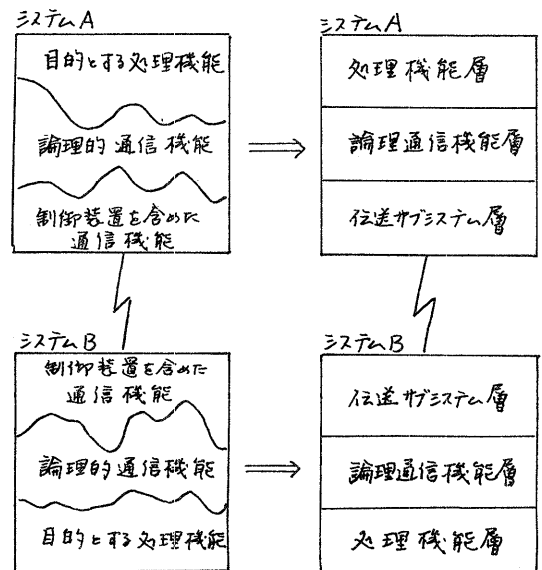 システムA
目的とする処理機能
論理的通信機能
制御装置を含めた
通信機能
システムA
処理機能層
論理通信機能層
伝送サブシステム層
システムB
制御装置を含めた
通信機能
論理的通信機能
目的とする処理機能
システムB
伝送サブシステム層
論理通信機能層
処理機能層